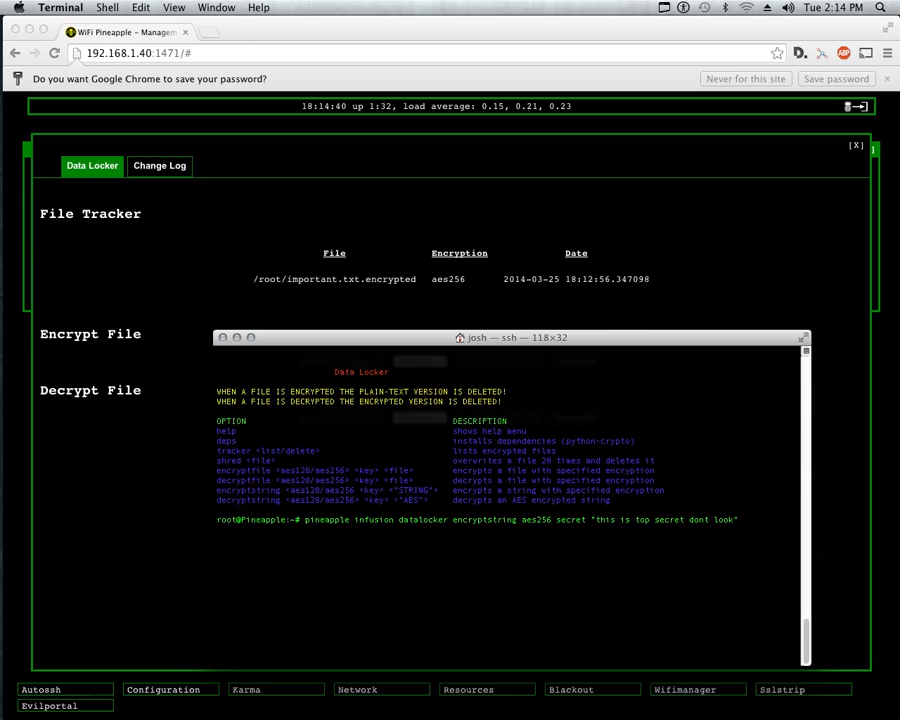 Terminal Shell Edit View Window Help Tue 2:14 PM
WiFi Pineapple - Managem
192.168.1.40:1471/#
Do you want Google Chrome to save your password? Never for this site Save password
18:14:40 up 1:32, load average: 0.15, 0.21, 0.23
[X]
Data Locker Change Log
File Tracker
File Encryption Date
/root/important.txt.encrypted aes256 2014-03-25 18:12:56.347098
Encrypt File
josh — ssh — 118×32
Data Locker
Decrypt File
WHEN A FILE IS ENCRYPTED THE PLAIN-TEXT VERSION IS DELETED!
WHEN A FILE IS DECRYPTED THE ENCRYPTED VERSION IS DELETED!
OPTION DESCRIPTION
help shows help menu
deps installs dependencies (python-crypto)
tracker <list/delete> lists encrypted files
shred <file> overwrites a file 20 times and deletes it
encryptfile <aes128/aes256> <key> <file> encrypts a file with specified encryption
decryptfile <aes128/aes256> <key> <file> decrypts a file with specified encryption
encryptstring <aes128/aes256 <key> <"STRING"> encrypts a string with specified encryption
decryptstring <aes128/aes256> <key> <"AES"> decrypts an AES encrypted string
root@Pineapple:~# pineapple infusion datalocker encryptstring aes256 secret "this is top secret dont look"
Autossh Configuration Karma Network Resources Blackout Wifimanager Sslstrip
Evilportal